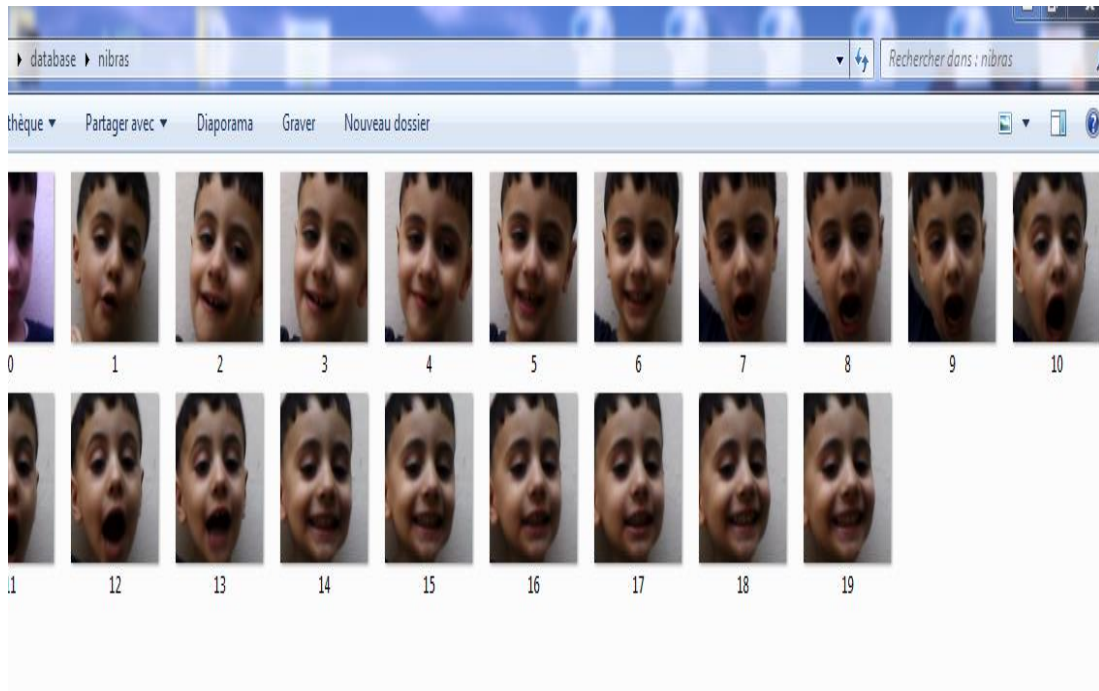 database nibras
Rechercher dans : nibras
thèque Partager avec Diaporama Graver Nouveau dossier
0 1 2 3 4 5 6 7 8 9 10
11 12 13 14 15 16 17 18 19